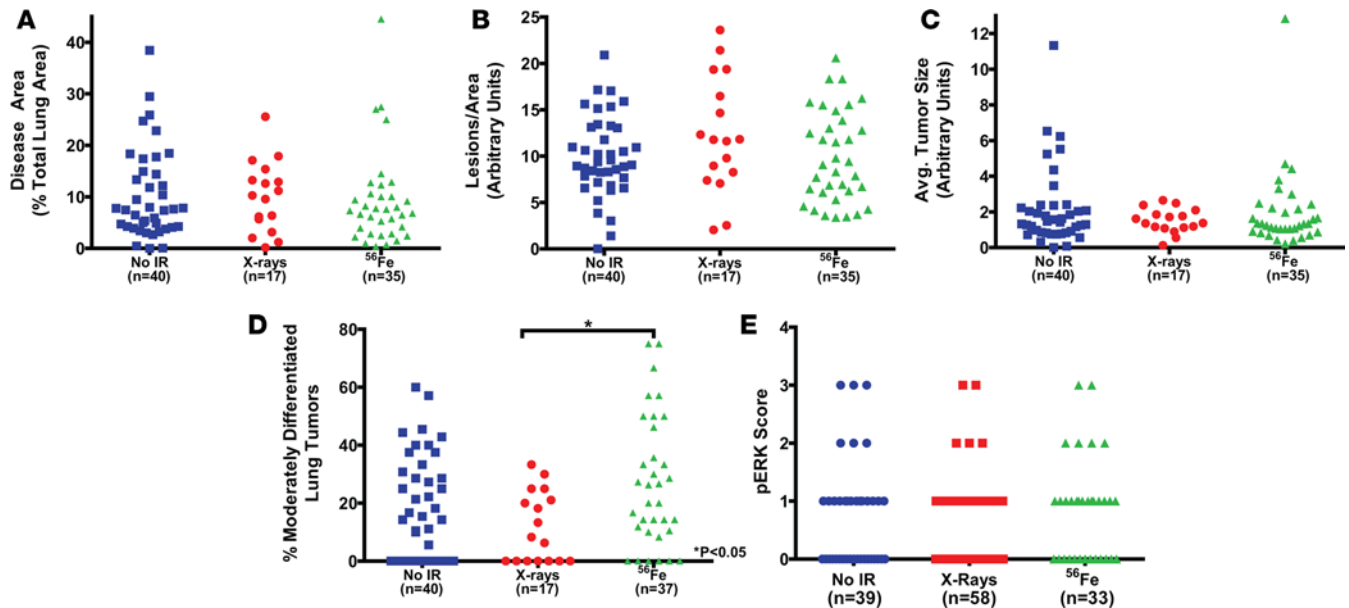 A
Disease Area
(% Total Lung Area)
40
30
20
10
0
No IR
(n=40)
X-rays
(n=17)
56Fe
(n=35)
B
Lesions/Area
(Arbitrary Units)
25
20
15
10
5
0
No IR
(n=40)
X-rays
(n=17)
56Fe
(n=35)
C
Avg. Tumor Size
(Arbitrary Units)
12
10
8
6
4
2
0
No IR
(n=40)
X-rays
(n=17)
56Fe
(n=35)
D
% Moderately Differentiated
Lung Tumors
80
60
40
20
0
*
*P<0.05
No IR
(n=40)
X-rays
(n=17)
56Fe
(n=37)
E
pERK Score
4
3
2
1
0
No IR
(n=39)
X-Rays
(n=58)
56Fe
(n=33)